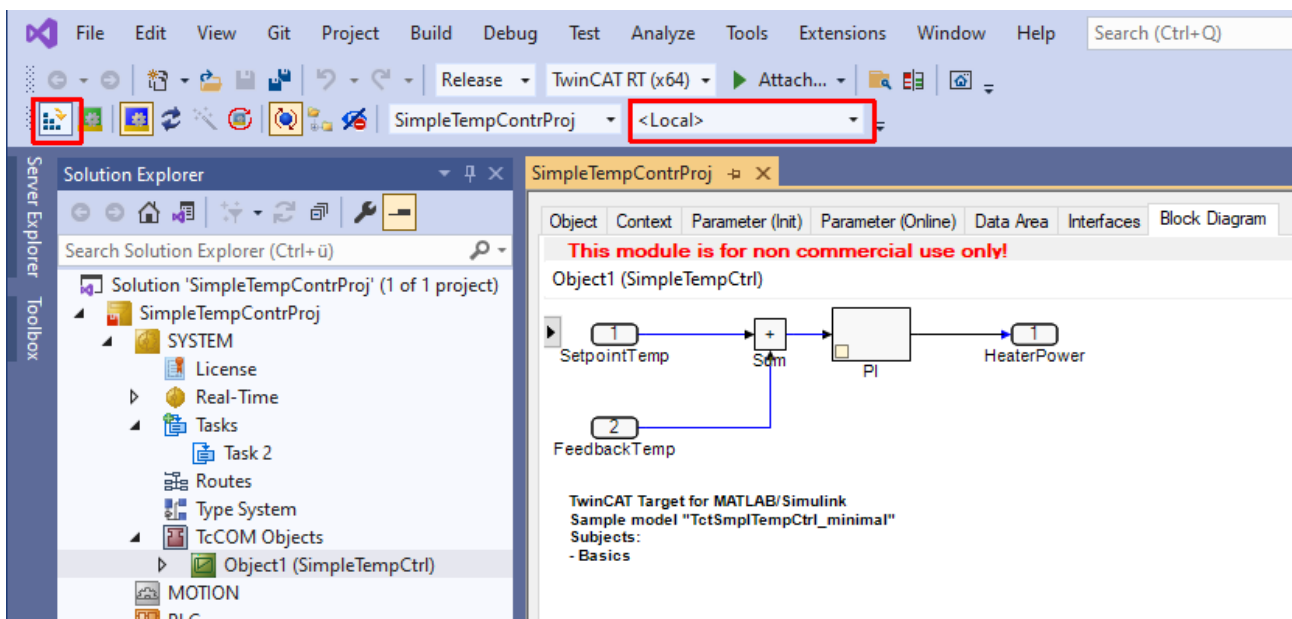 File Edit View Git Project Build Debug Test Analyze Tools Extensions Window Help Search (Ctrl+Q)
Release TwinCAT RT (x64) Attach...
SimpleTempContrProj <Local>
Server Explorer
Toolbox
Solution Explorer
Search Solution Explorer (Ctrl+ü)
Solution 'SimpleTempContrProj' (1 of 1 project)
SimpleTempContrProj
SYSTEM
License
Real-Time
Tasks
Task 2
Routes
Type System
TcCOM Objects
Object1 (SimpleTempCtrl)
MOTION
PLC
SimpleTempContrProj
Object Context Parameter (Init) Parameter (Online) Data Area Interfaces Block Diagram
This module is for non commercial use only!
Object1 (SimpleTempCtrl)
1
SetpointTemp
+
Sum
PI
1
HeaterPower
2
FeedbackTemp
TwinCAT Target for MATLAB/Simulink
Sample model "TctSmplTempCtrl_minimal"
Subjects:
- Basics